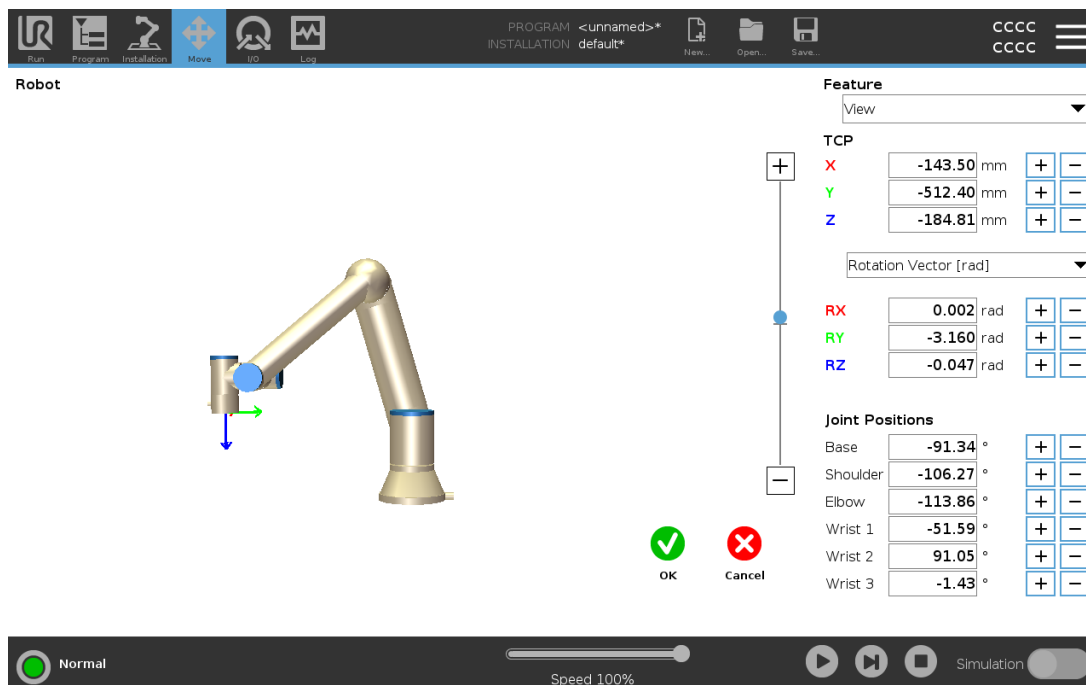 PROGRAM <unnamed>*
INSTALLATION default*
CCCC
CCCC
Run Program Installation Move I/O Log New... Open... Save...
Robot
Feature
View
TCP
X -143.50 mm + −
Y -512.40 mm + −
Z -184.81 mm + −
Rotation Vector [rad]
RX 0.002 rad + −
RY -3.160 rad + −
RZ -0.047 rad + −
Joint Positions
Base -91.34 ° + −
Shoulder -106.27 ° + −
Elbow -113.86 ° + −
Wrist 1 -51.59 ° + −
Wrist 2 91.05 ° + −
Wrist 3 -1.43 ° + −
OK Cancel
Normal
Speed 100%
Simulation